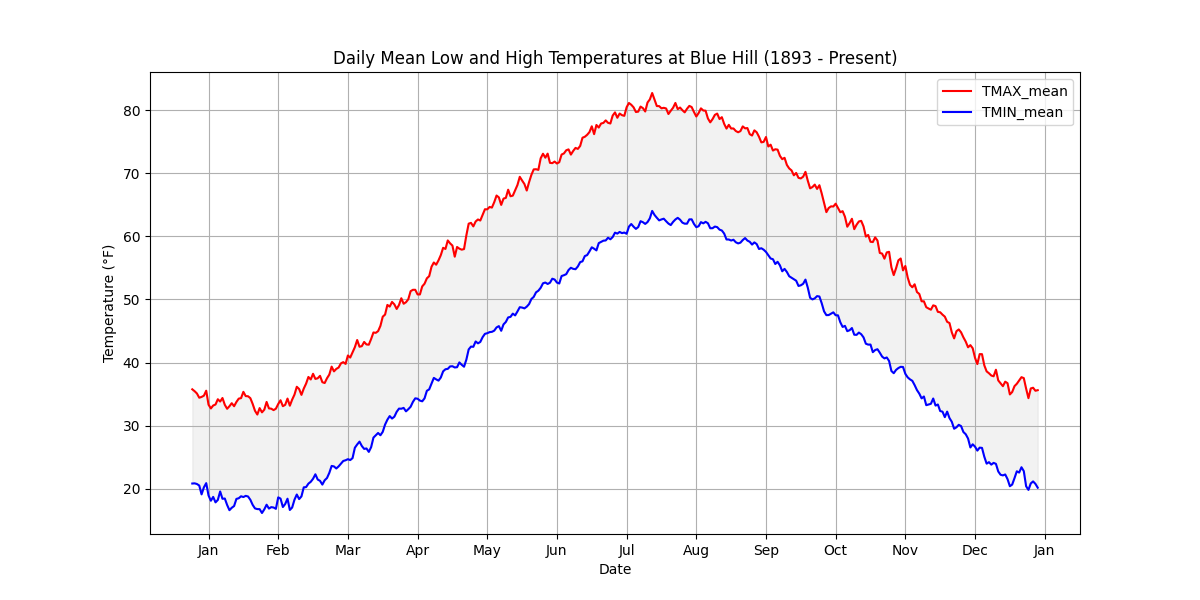 Daily Mean Low and High Temperatures at Blue Hill (1893 - Present)
TMAX_mean
TMIN_mean
Temperature (°F)
80
70
60
50
40
30
20
Jan Feb Mar Apr May Jun Jul Aug Sep Oct Nov Dec Jan
Date